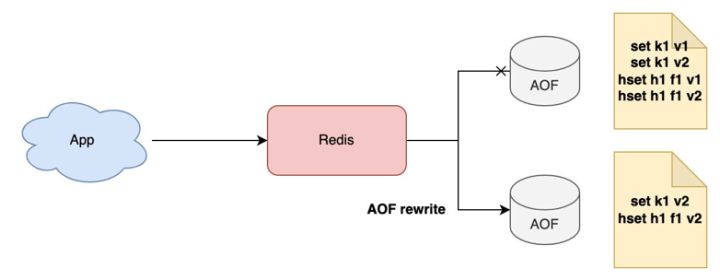 set k1 v1
set k1 v2
hset h1 f1 v1
hset h1 f1 v2
AOF
App
Redis
AOF rewrite
AOF
set k1 v2
hset h1 f1 v2